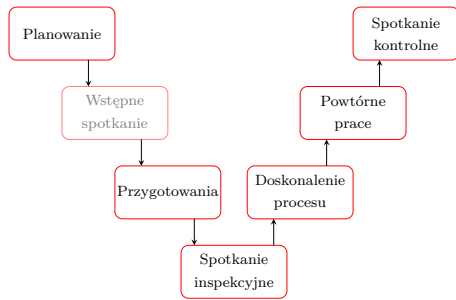 Planowanie
Wstępne
spotkanie
Przygotowania
Spotkanie
inspekcyjne
Doskonalenie
procesu
Powtórne
prace
Spotkanie
kontrolne